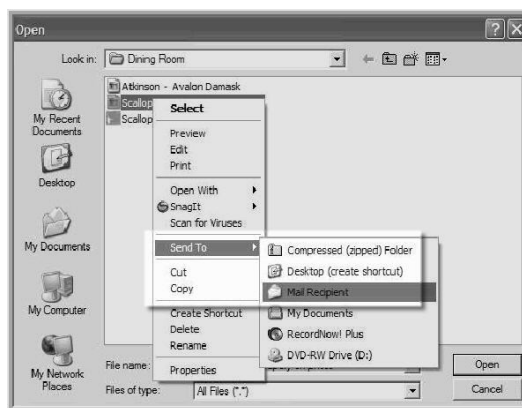 Open
Look in: Dining Room
Atkinson - Avalon Damask
Scallop
Scallop
My Recent
Documents
Desktop
My Documents
My Computer
My Network
Places
Select
Preview
Edit
Print
Open With
SnagIt
Scan for Viruses
Send To
Cut
Copy
Create Shortcut
Delete
Rename
Properties
Compressed (zipped) Folder
Desktop (create shortcut)
Mail Recipient
My Documents
RecordNow! Plus
DVD-RW Drive (D:)
File name:
Open
Files of type: All Files (*.*)
Cancel